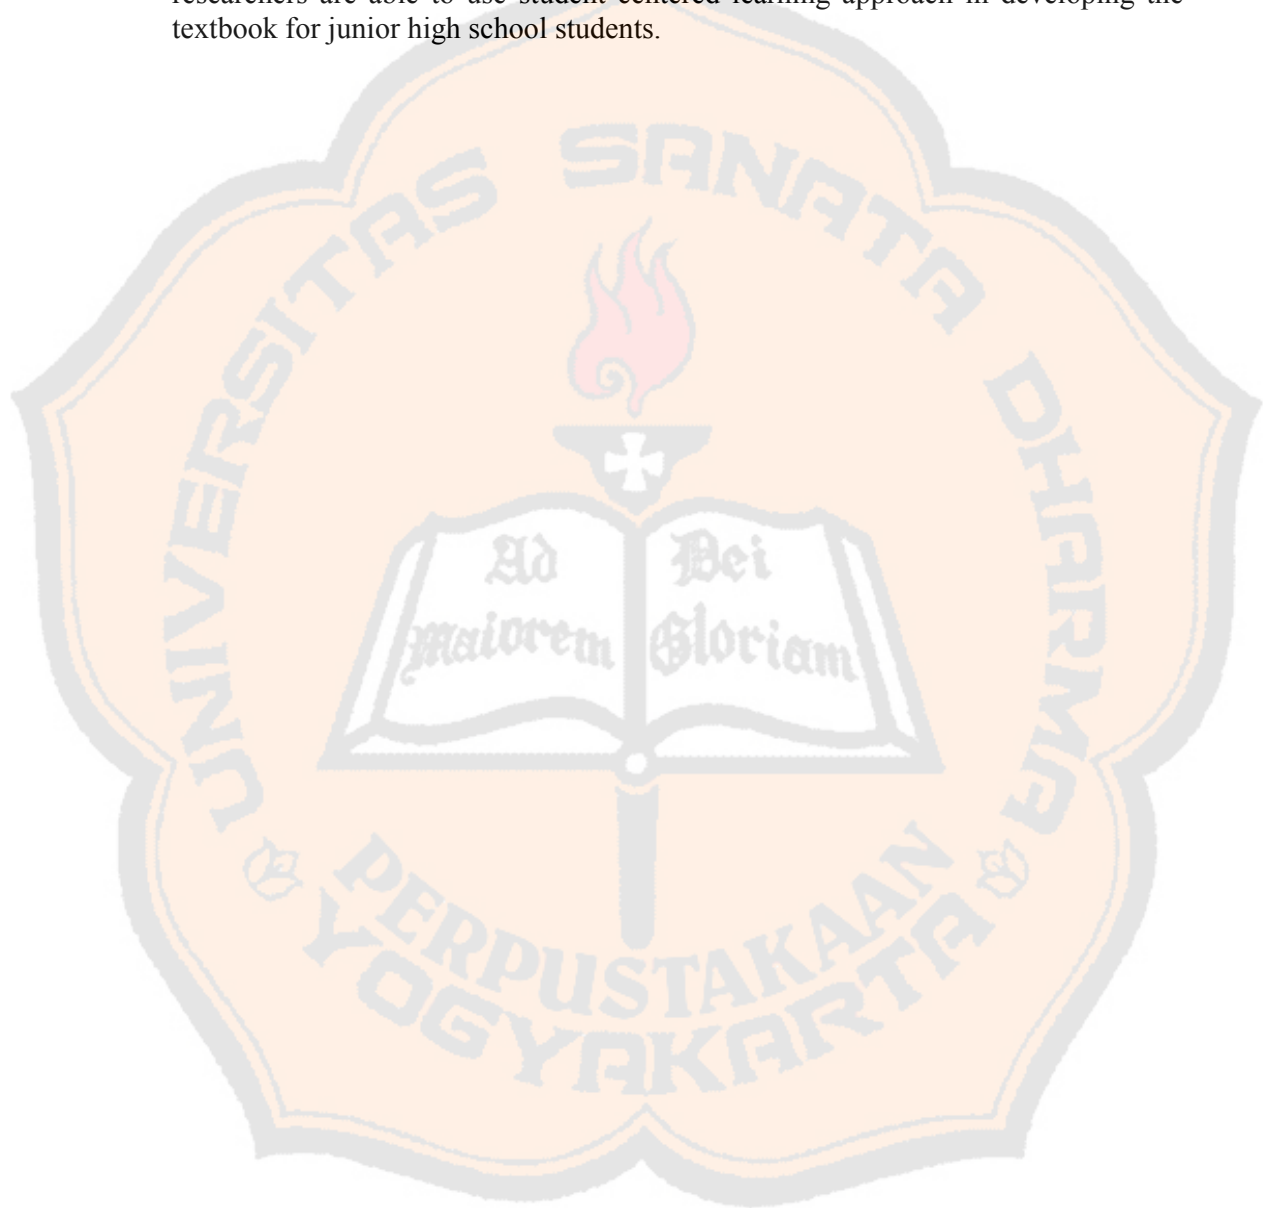 researchers are able to use student centered learning approach in developing the
textbook for junior high school students.
UNIVERSITAS SANATA DHARMA
Ad Dei
maiorem Gloriam
PERPUSTAKAAN
YOGYAKARTA